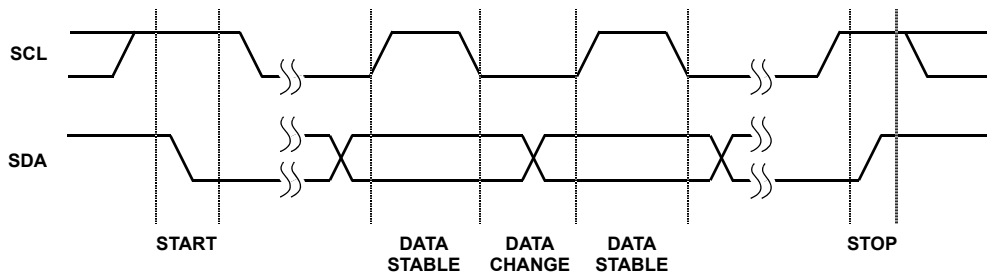 SCL
SDA
START
DATA
STABLE
DATA
CHANGE
DATA
STABLE
STOP